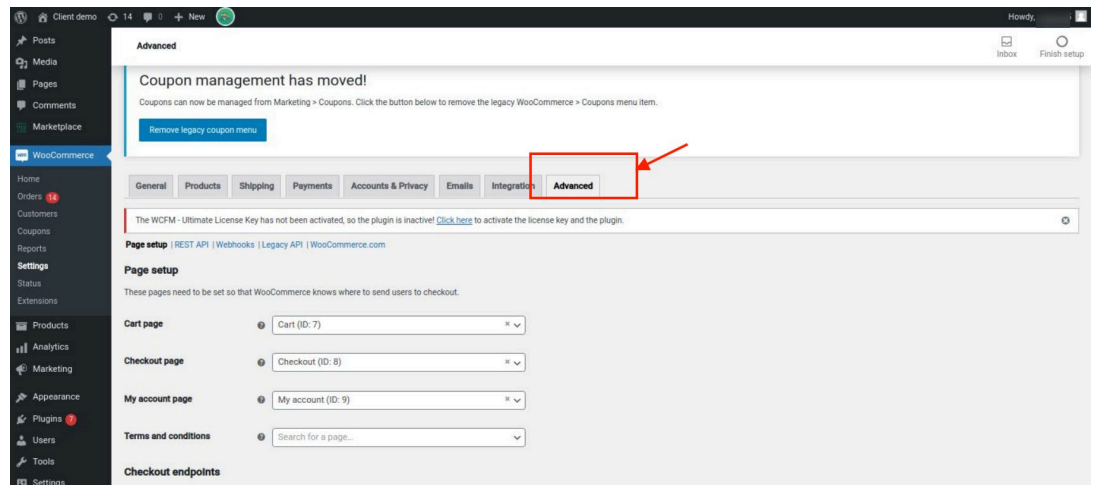 Client demo 14 0 + New
Howdy,
Posts
Media
Pages
Comments
Marketplace
WooCommerce
Home
Orders 14
Customers
Coupons
Reports
Settings
Status
Extensions
Products
Analytics
Marketing
Appearance
Plugins 7
Users
Tools
Settings
Advanced
Inbox
Finish setup
Coupon management has moved!
Coupons can now be managed from Marketing > Coupons. Click the button below to remove the legacy WooCommerce > Coupons menu item.
Remove legacy coupon menu
General Products Shipping Payments Accounts & Privacy Emails Integration Advanced
The WCFM - Ultimate License Key has not been activated, so the plugin is inactive! Click here to activate the license key and the plugin.
Page setup | REST API | Webhooks | Legacy API | WooCommerce.com
Page setup
These pages need to be set so that WooCommerce knows where to send users to checkout.
Cart page Cart (ID: 7) ×
Checkout page Checkout (ID: 8) ×
My account page My account (ID: 9) ×
Terms and conditions Search for a page...
Checkout endpoints